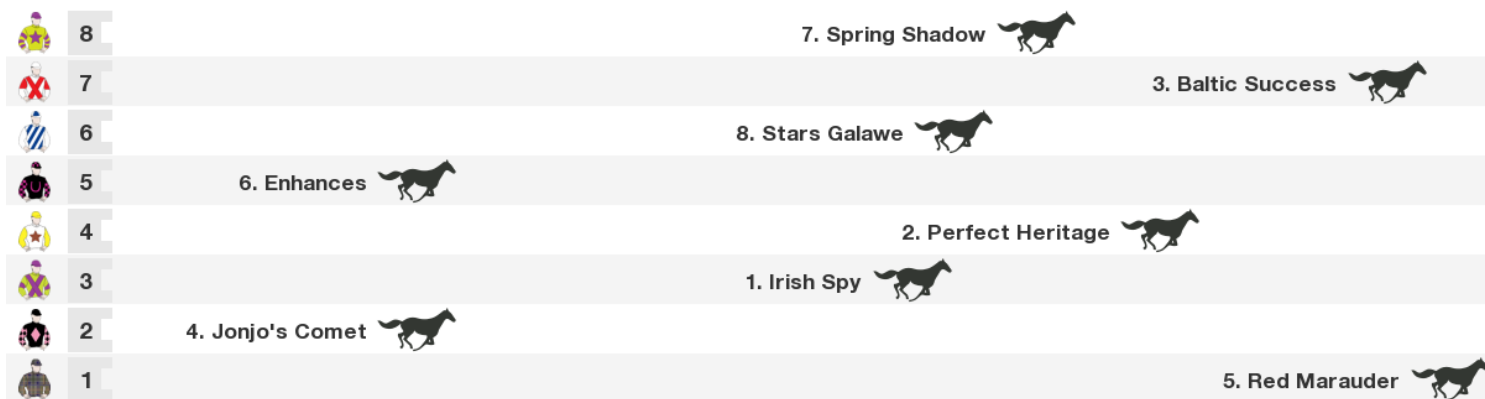 8 7. Spring Shadow
7 3. Baltic Success
6 8. Stars Galawe
5 6. Enhances
4 2. Perfect Heritage
3 1. Irish Spy
2 4. Jonjo's Comet
1 5. Red Marauder